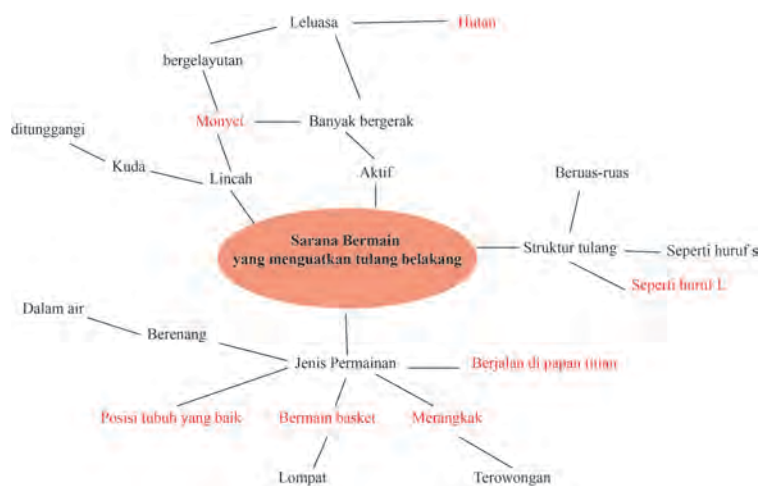 Leluasa
Hutan
bergelayutan
Monyet
Banyak bergerak
ditunggangi
Kuda
Lincah
Aktif
Beruas-ruas
Sarana Bermain
yang menguatkan tulang belakang
Struktur tulang
Seperti huruf s
Seperti huruf L
Dalam air
Berenang
Jenis Permainan
Berjalan di papan titian
Posisi tubuh yang baik
Bermain basket
Merangkak
Lompat
Terowongan